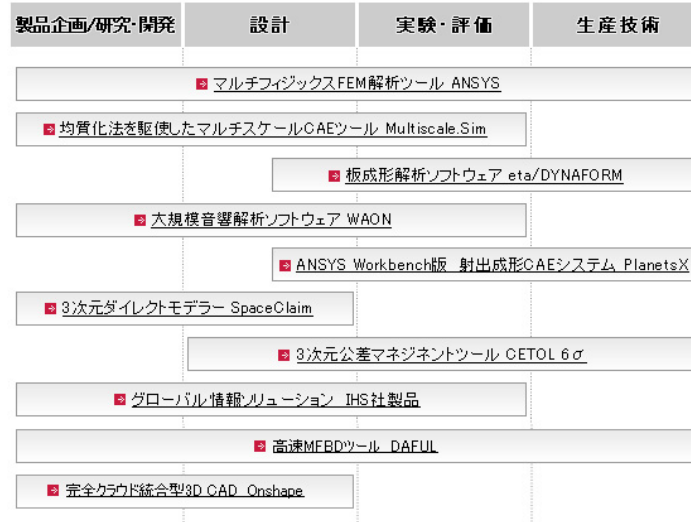 製品企画/研究・開発 設計 実験・評価 生産技術
マルチフィジックスFEM解析ツール ANSYS
均質化法を駆使したマルチスケールCAEツール Multiscale.Sim
板成形解析ソフトウェア eta/DYNAFORM
大規模音響解析ソフトウェア WAON
ANSYS Workbench版 射出成形CAEシステム PlanetsX
3次元ダイレクトモデラー SpaceClaim
3次元公差マネジネントツール CETOL 6σ
グローバル情報ソリューション IHS社製品
高速MFBDツール DAFUL
完全クラウド統合型3D CAD Onshape